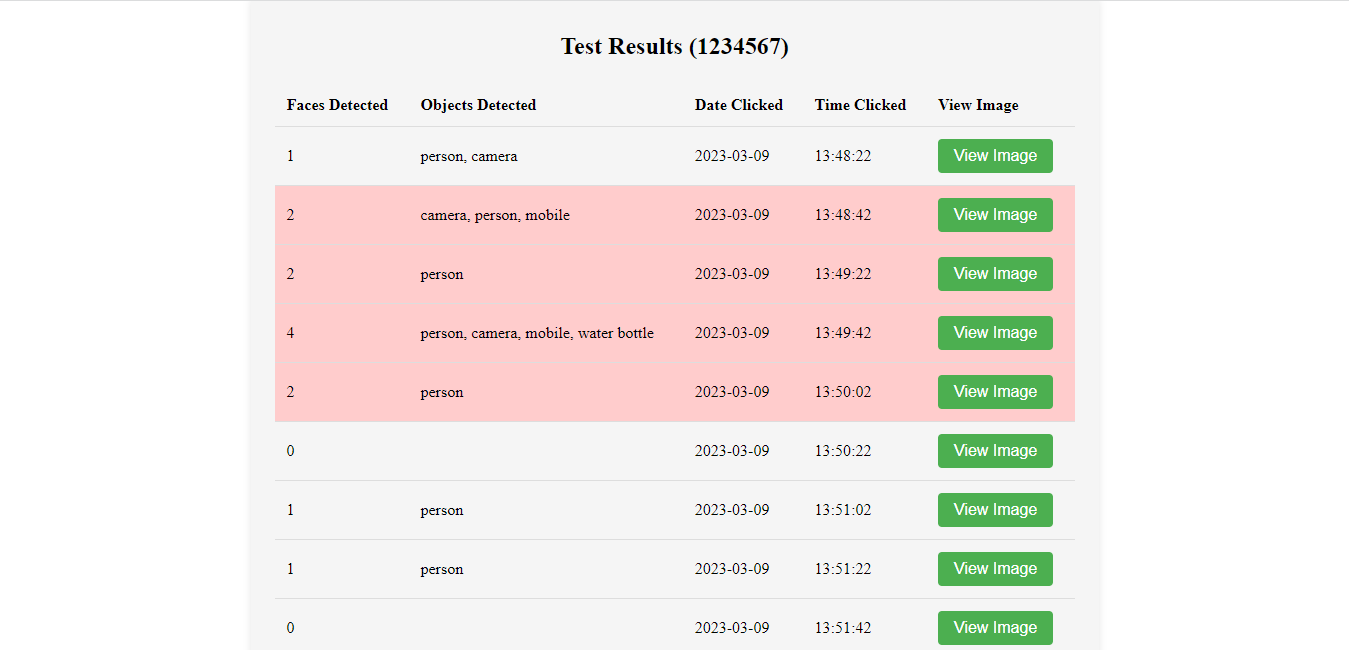 Test Results (1234567)
Faces Detected Objects Detected Date Clicked Time Clicked View Image
1 person, camera 2023-03-09 13:48:22 View Image
2 camera, person, mobile 2023-03-09 13:48:42 View Image
2 person 2023-03-09 13:49:22 View Image
4 person, camera, mobile, water bottle 2023-03-09 13:49:42 View Image
2 person 2023-03-09 13:50:02 View Image
0 2023-03-09 13:50:22 View Image
1 person 2023-03-09 13:51:02 View Image
1 person 2023-03-09 13:51:22 View Image
0 2023-03-09 13:51:42 View Image